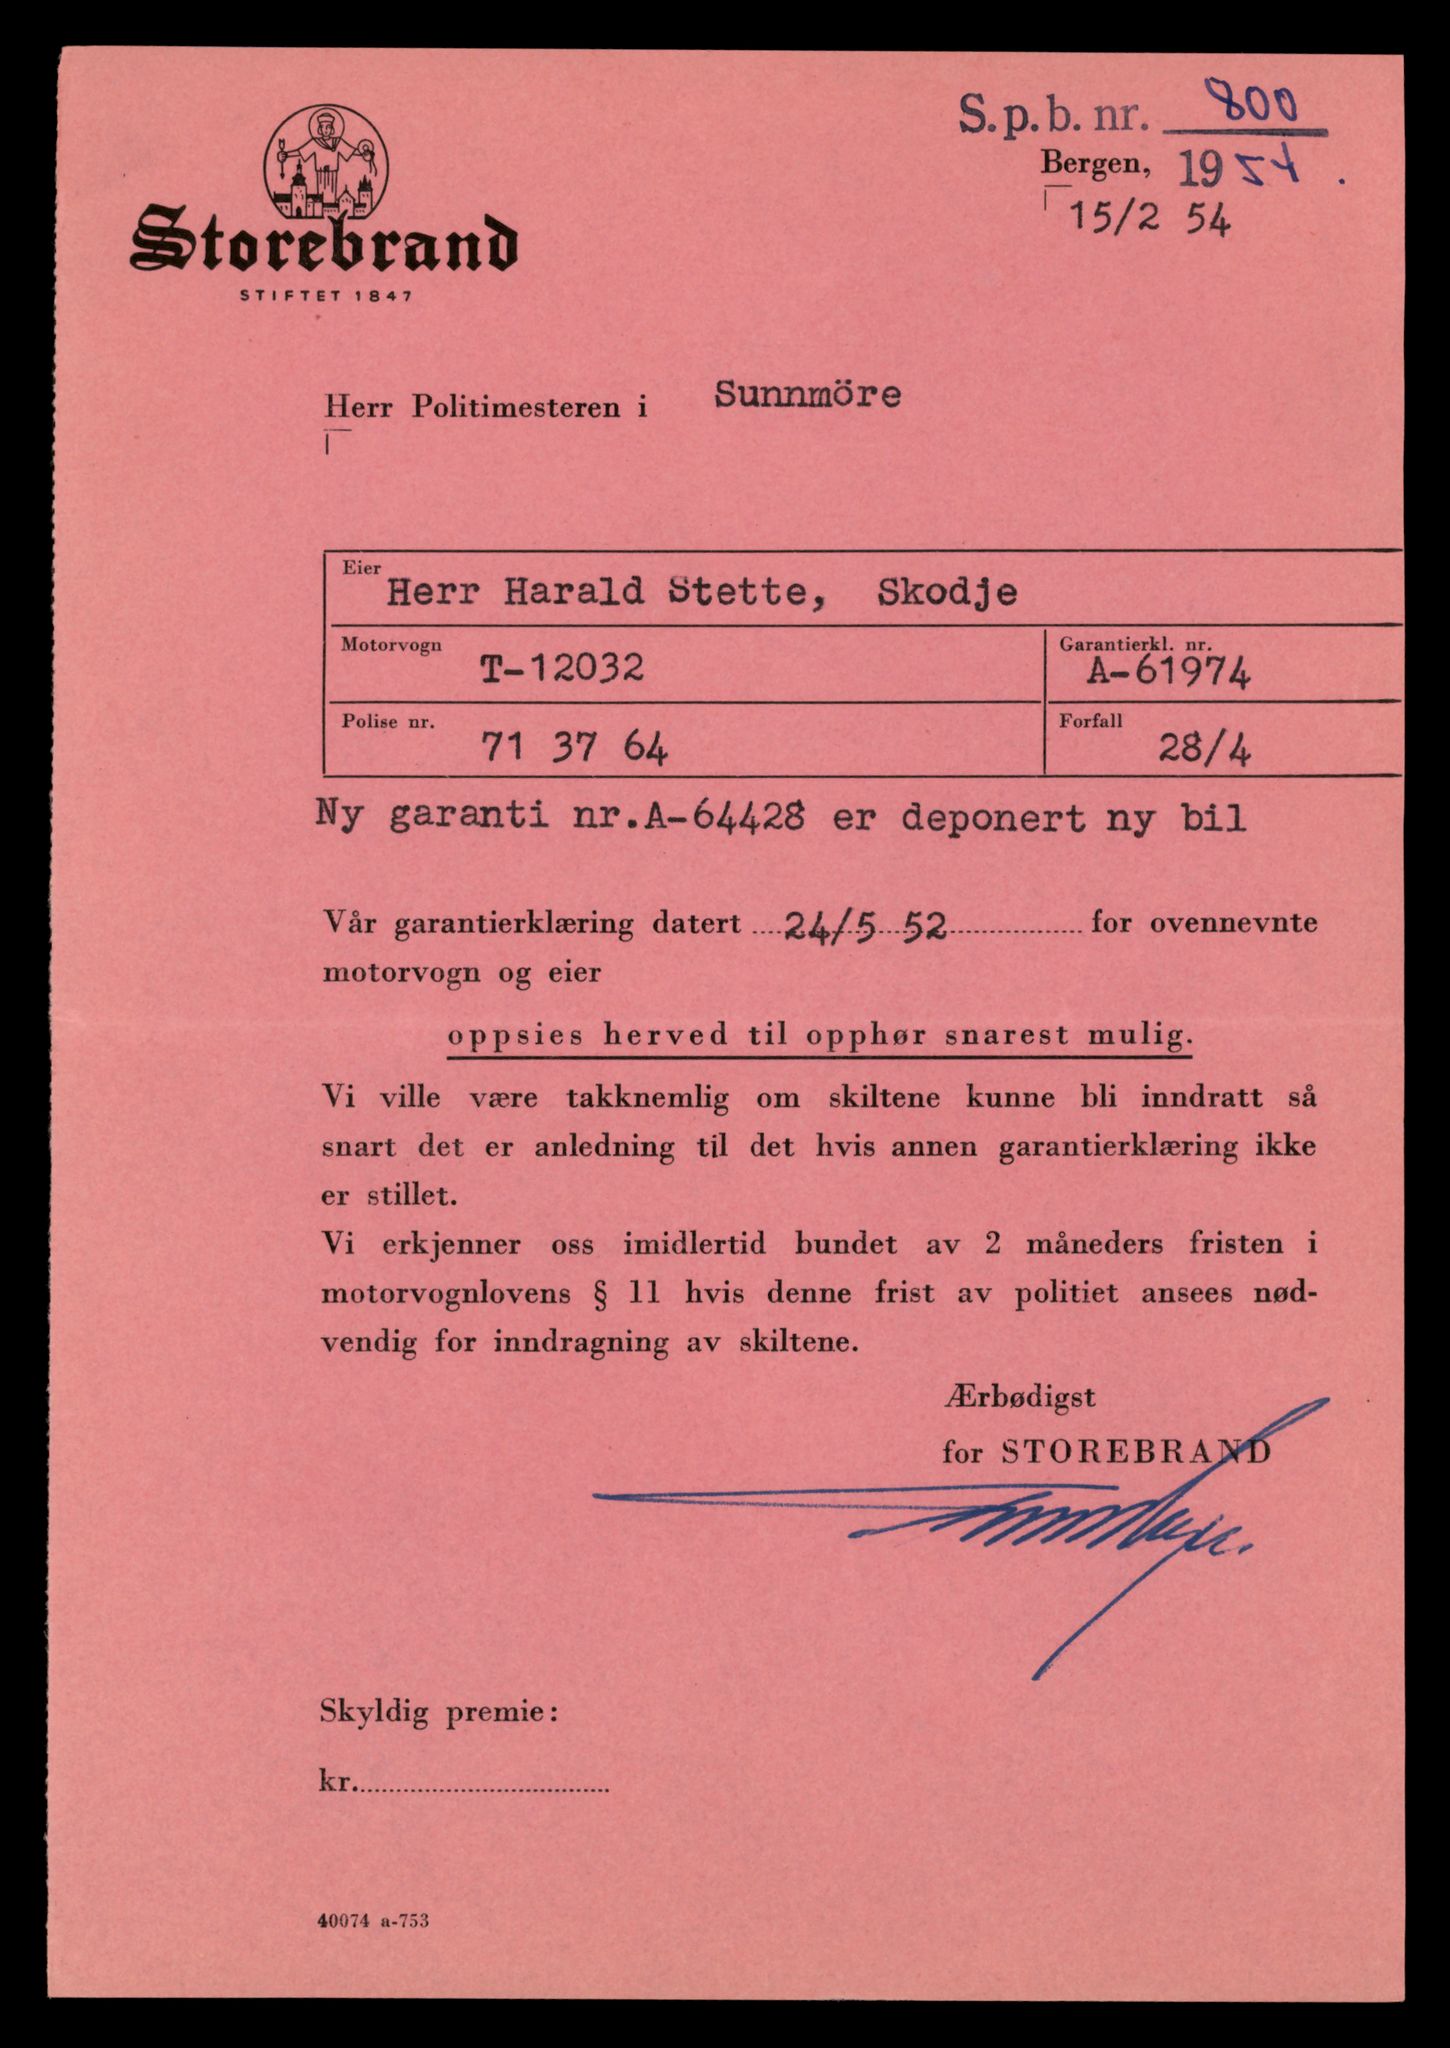 S.p.b. nr. 800
Bergen, 1954.
15/2 54
Storebrand
STIFTET 1847
Herr Politimesteren i Sunnmöre
Eier
Herr Harald Stette, Skodje
Motorvogn
T-12032
Garantierkl. nr.
A-61974
Polise nr.
71 37 64
Forfall
28/4
Ny garanti nr.A-64428 er deponert ny bil
Vår garantierklæring datert 24/5 52 for ovennevnte
motorvogn og eier
oppsies herved til opphør snarest mulig.
Vi ville være takknemlig om skiltene kunne bli inndratt så
snart det er anledning til det hvis annen garantierklæring ikke
er stillet.
Vi erkjenner oss imidlertid bundet av 2 måneders fristen i
motorvognlovens § 11 hvis denne frist av politiet ansees nød-
vendig for inndragning av skiltene.
Ærbødigst
for STOREBRAND
Skyldig premie:
kr.
40074 a-753